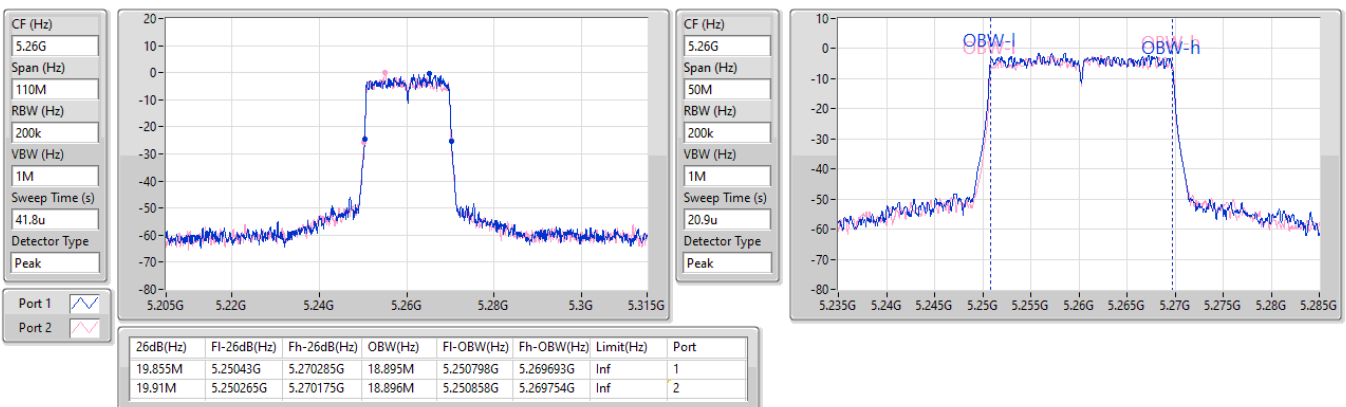 CF (Hz)
5.26G
Span (Hz)
110M
RBW (Hz)
200k
VBW (Hz)
1M
Sweep Time (s)
41.8u
Detector Type
Peak
Port 1
Port 2
20
10
0
-10
-20
-30
-40
-50
-60
-70
-80
5.205G 5.22G 5.24G 5.26G 5.28G 5.3G 5.315G
CF (Hz)
5.26G
Span (Hz)
50M
RBW (Hz)
200k
VBW (Hz)
1M
Sweep Time (s)
20.9u
Detector Type
Peak
10
0
-10
-20
-30
-40
-50
-60
-70
-80
OBW-l OBW-h
OBW-l OBW-h
5.235G 5.24G 5.245G 5.25G 5.255G 5.26G 5.265G 5.27G 5.275G 5.28G 5.285G
26dB(Hz) Fl-26dB(Hz) Fh-26dB(Hz) OBW(Hz) Fl-OBW(Hz) Fh-OBW(Hz) Limit(Hz) Port
19.855M 5.25043G 5.270285G 18.895M 5.250798G 5.269693G Inf 1
19.91M 5.250265G 5.270175G 18.896M 5.250858G 5.269754G Inf 2